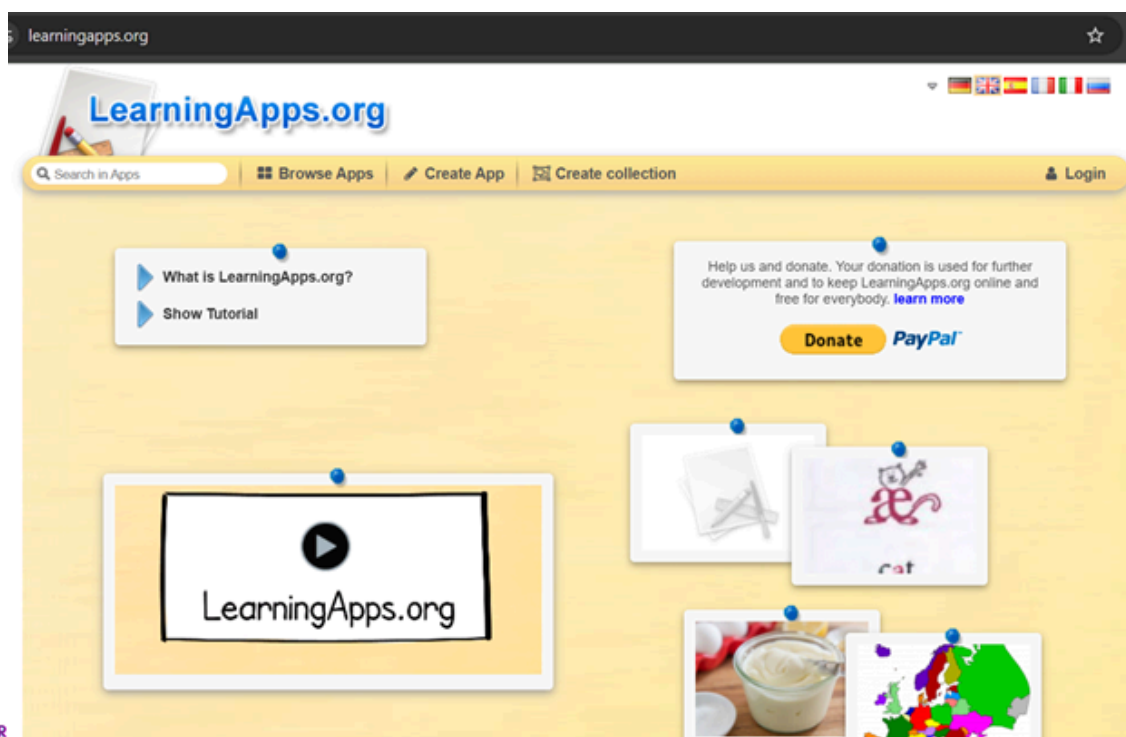 learningapps.org
LearningApps.org
Search in Apps
Browse Apps
Create App
Create collection
Login
What is LearningApps.org?
Show Tutorial
Help us and donate. Your donation is used for further
development and to keep LearningApps.org online and
free for everybody. learn more
Donate PayPal
LearningApps.org
æ
cat
R